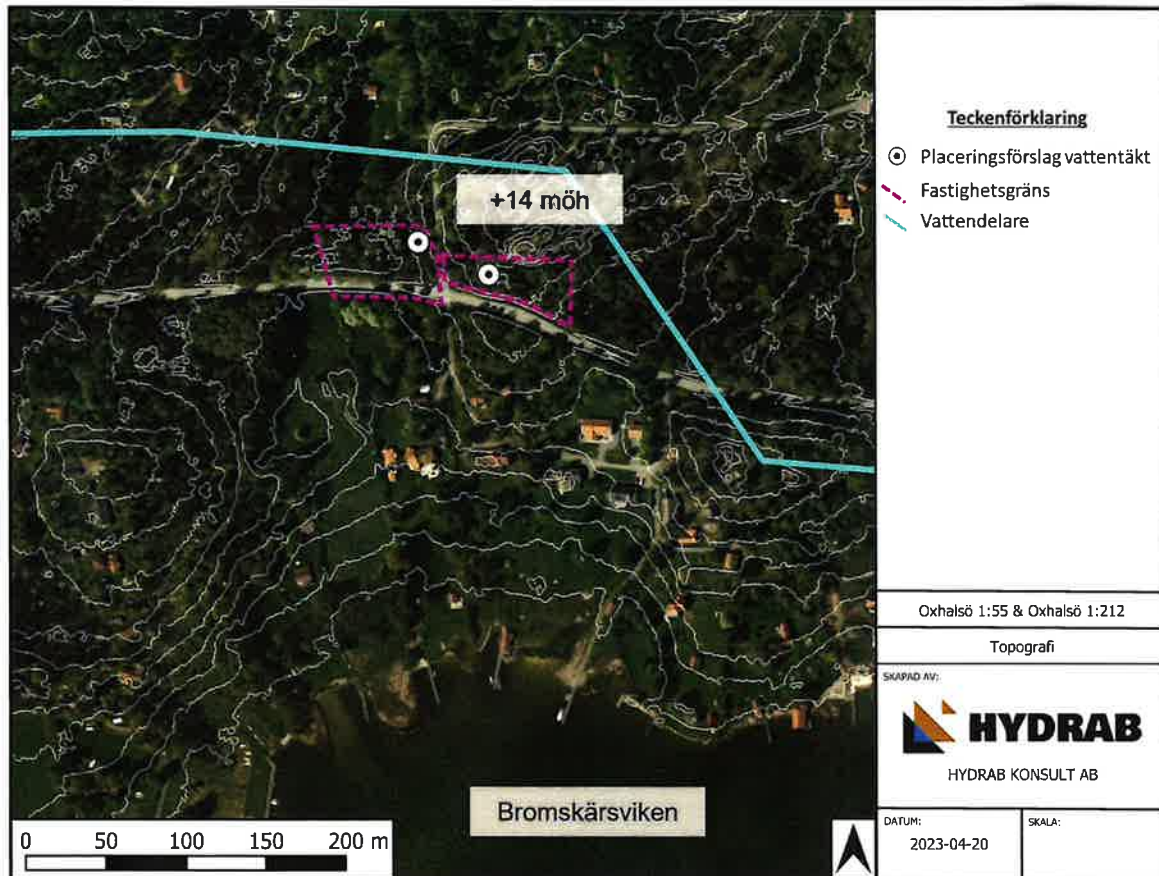 +14 möh
Bromskärsviken
0 50 100 150 200 m
Teckenförklaring
Placeringsförslag vattentäkt
Fastighetsgräns
Vattendelare
Oxhalsö 1:55 & Oxhalsö 1:212
Topografi
SKAPAD AV:
HYDRAB
HYDRAB KONSULT AB
DATUM:
2023-04-20
SKALA: